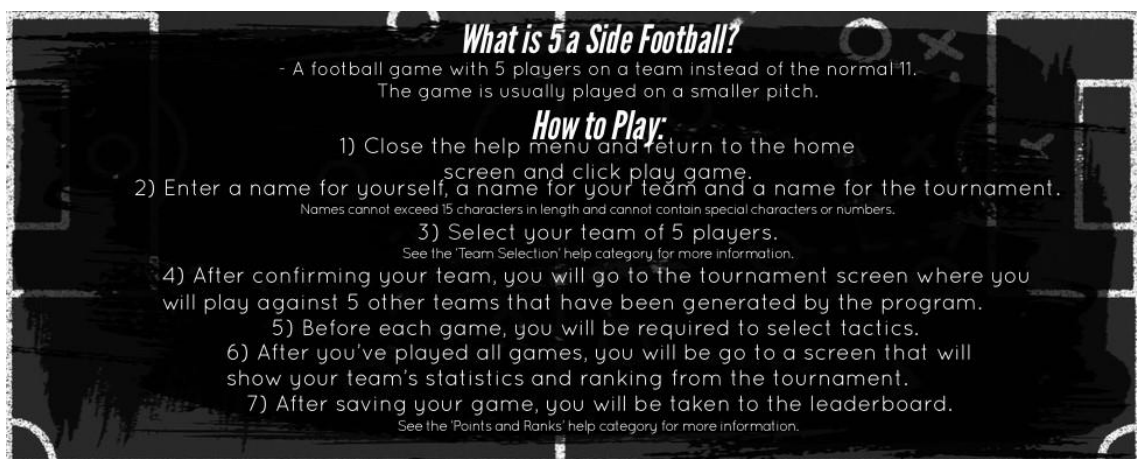 What is 5 a Side Football?
- A football game with 5 players on a team instead of the normal 11.
The game is usually played on a smaller pitch.
How to Play:
1) Close the help menu and return to the home
screen and click play game.
2) Enter a name for yourself, a name for your team and a name for the tournament.
Names cannot exceed 15 characters in length and cannot contain special characters or numbers.
3) Select your team of 5 players.
See the 'Team Selection' help category for more information.
4) After confirming your team, you will go to the tournament screen where you
will play against 5 other teams that have been generated by the program.
5) Before each game, you will be required to select tactics.
6) After you've played all games, you will be go to a screen that will
show your team's statistics and ranking from the tournament.
7) After saving your game, you will be taken to the leaderboard.
See the 'Points and Ranks' help category for more information.